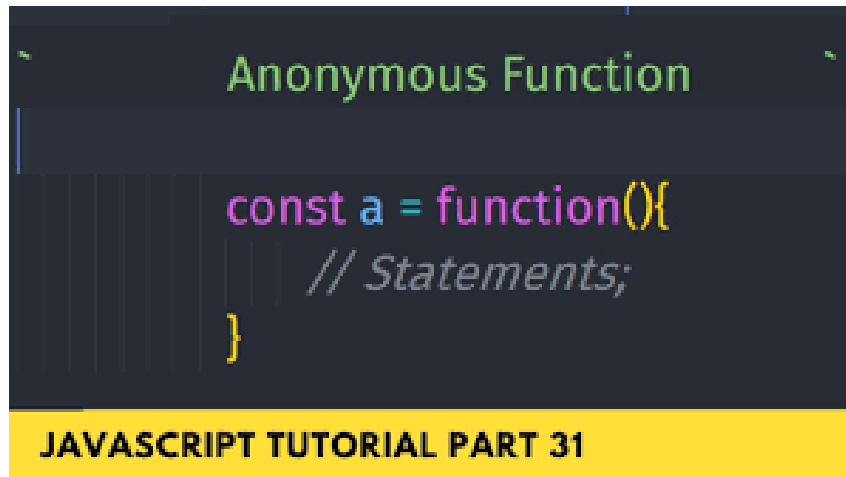 ` Anonymous Function `
const a = function(){
// Statements;
}
JAVASCRIPT TUTORIAL PART 31